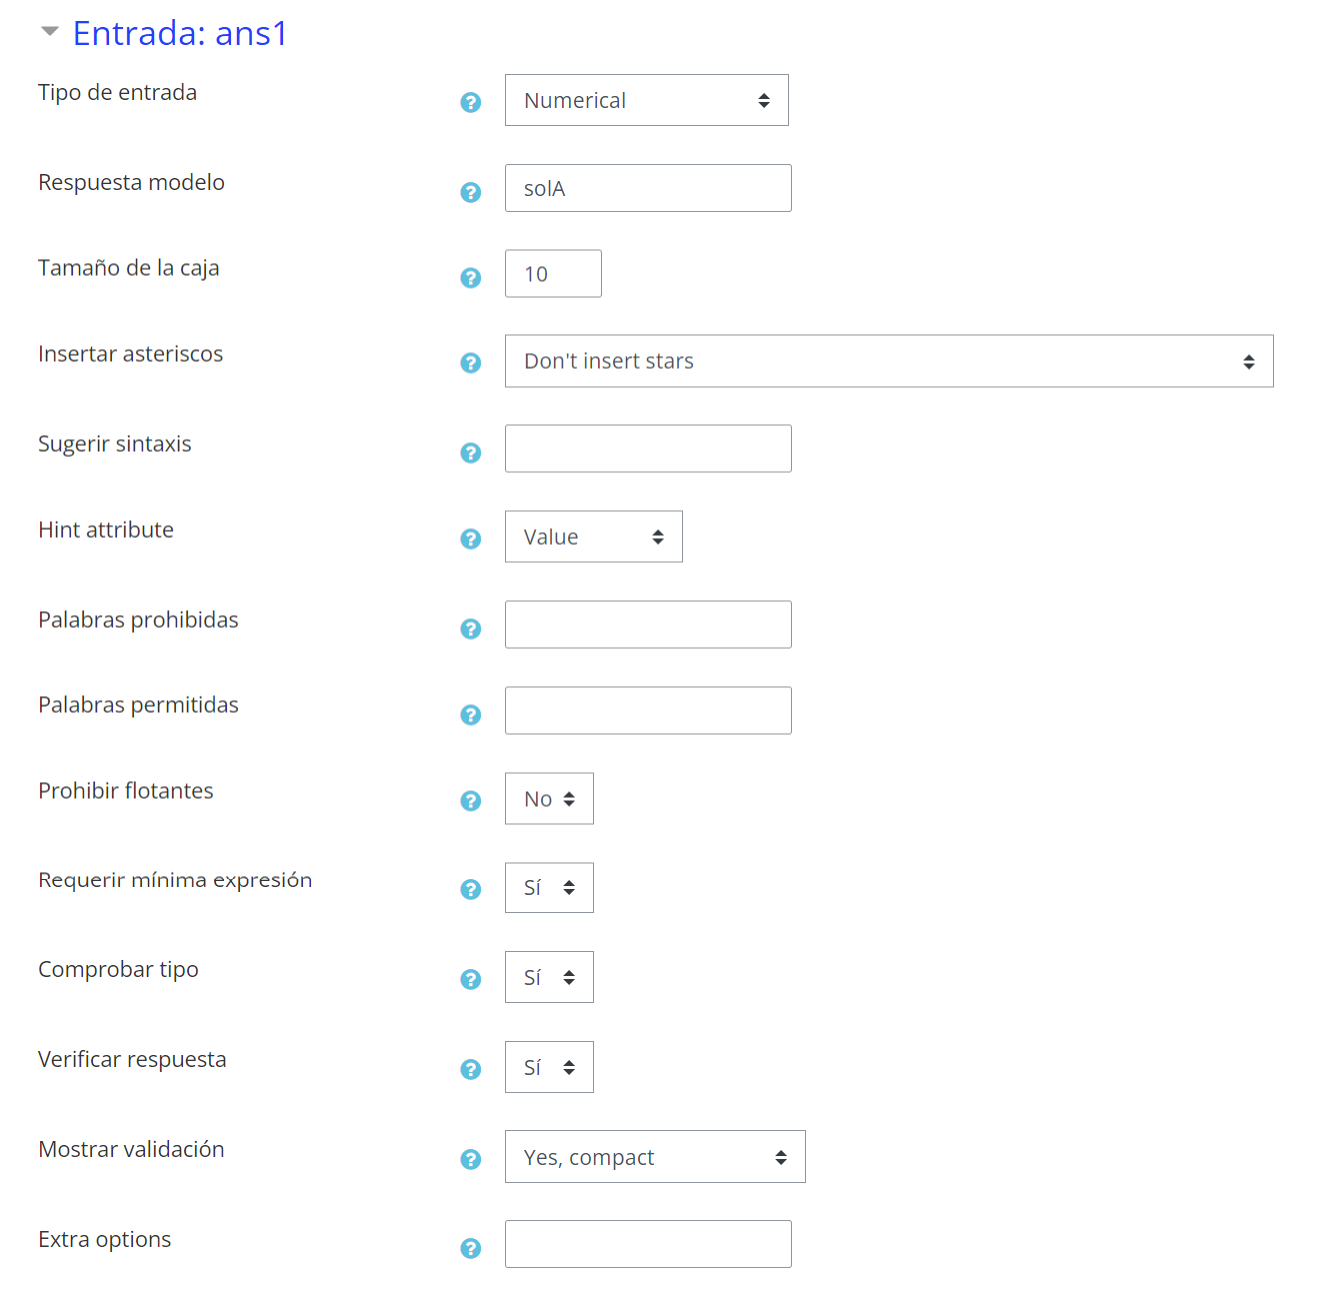 Entrada: ans1
Tipo de entrada ? Numerical
Respuesta modelo ? solA
Tamaño de la caja ? 10
Insertar asteriscos ? Don't insert stars
Sugerir sintaxis ?
Hint attribute ? Value
Palabras prohibidas ?
Palabras permitidas ?
Prohibir flotantes ? No
Requerir mínima expresión ? Sí
Comprobar tipo ? Sí
Verificar respuesta ? Sí
Mostrar validación ? Yes, compact
Extra options ?